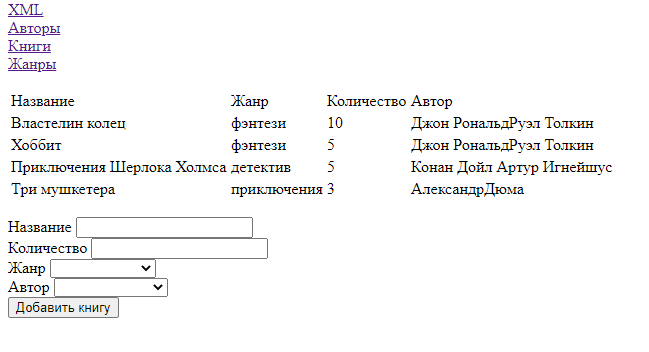 XML
Авторы
Книги
Жанры
Название Жанр Количество Автор
Властелин колец фэнтези 10 Джон РональдРуэл Толкин
Хоббит фэнтези 5 Джон РональдРуэл Толкин
Приключения Шерлока Холмса детектив 5 Конан Дойл Артур Игнейшус
Три мушкетера приключения 3 АлександрДюма
Название
Количество
Жанр
Автор
Добавить книгу